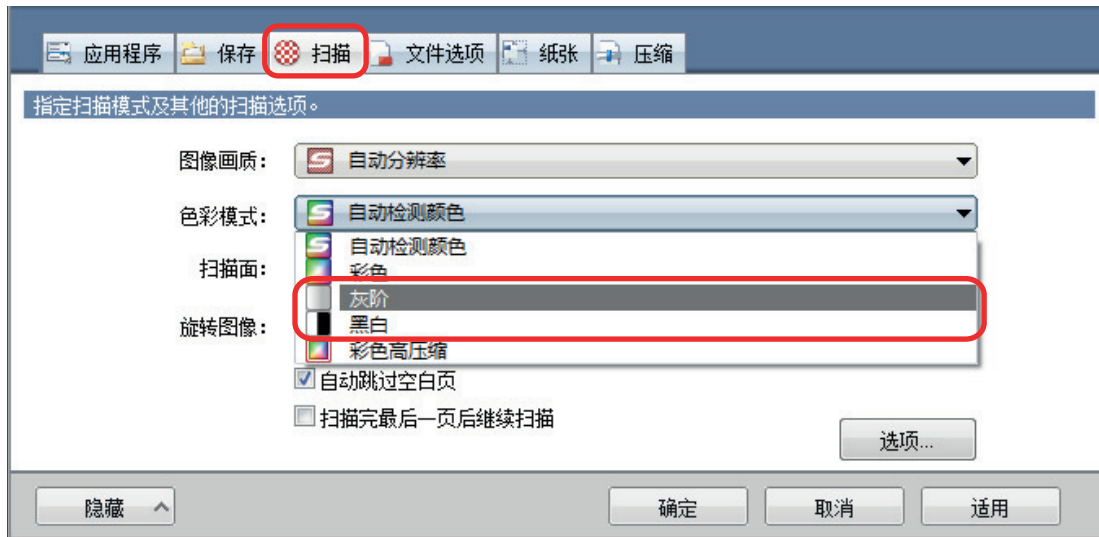 应用程序 保存 扫描 文件选项 纸张 压缩
指定扫描模式及其他的扫描选项。
图像画质： 自动分辨率
色彩模式： 自动检测颜色
自动检测颜色
扫描面： 彩色
灰阶
旋转图像： 黑白
彩色高压缩
自动跳过空白页
扫描完最后一页后继续扫描
选项...
隐藏 确定 取消 适用